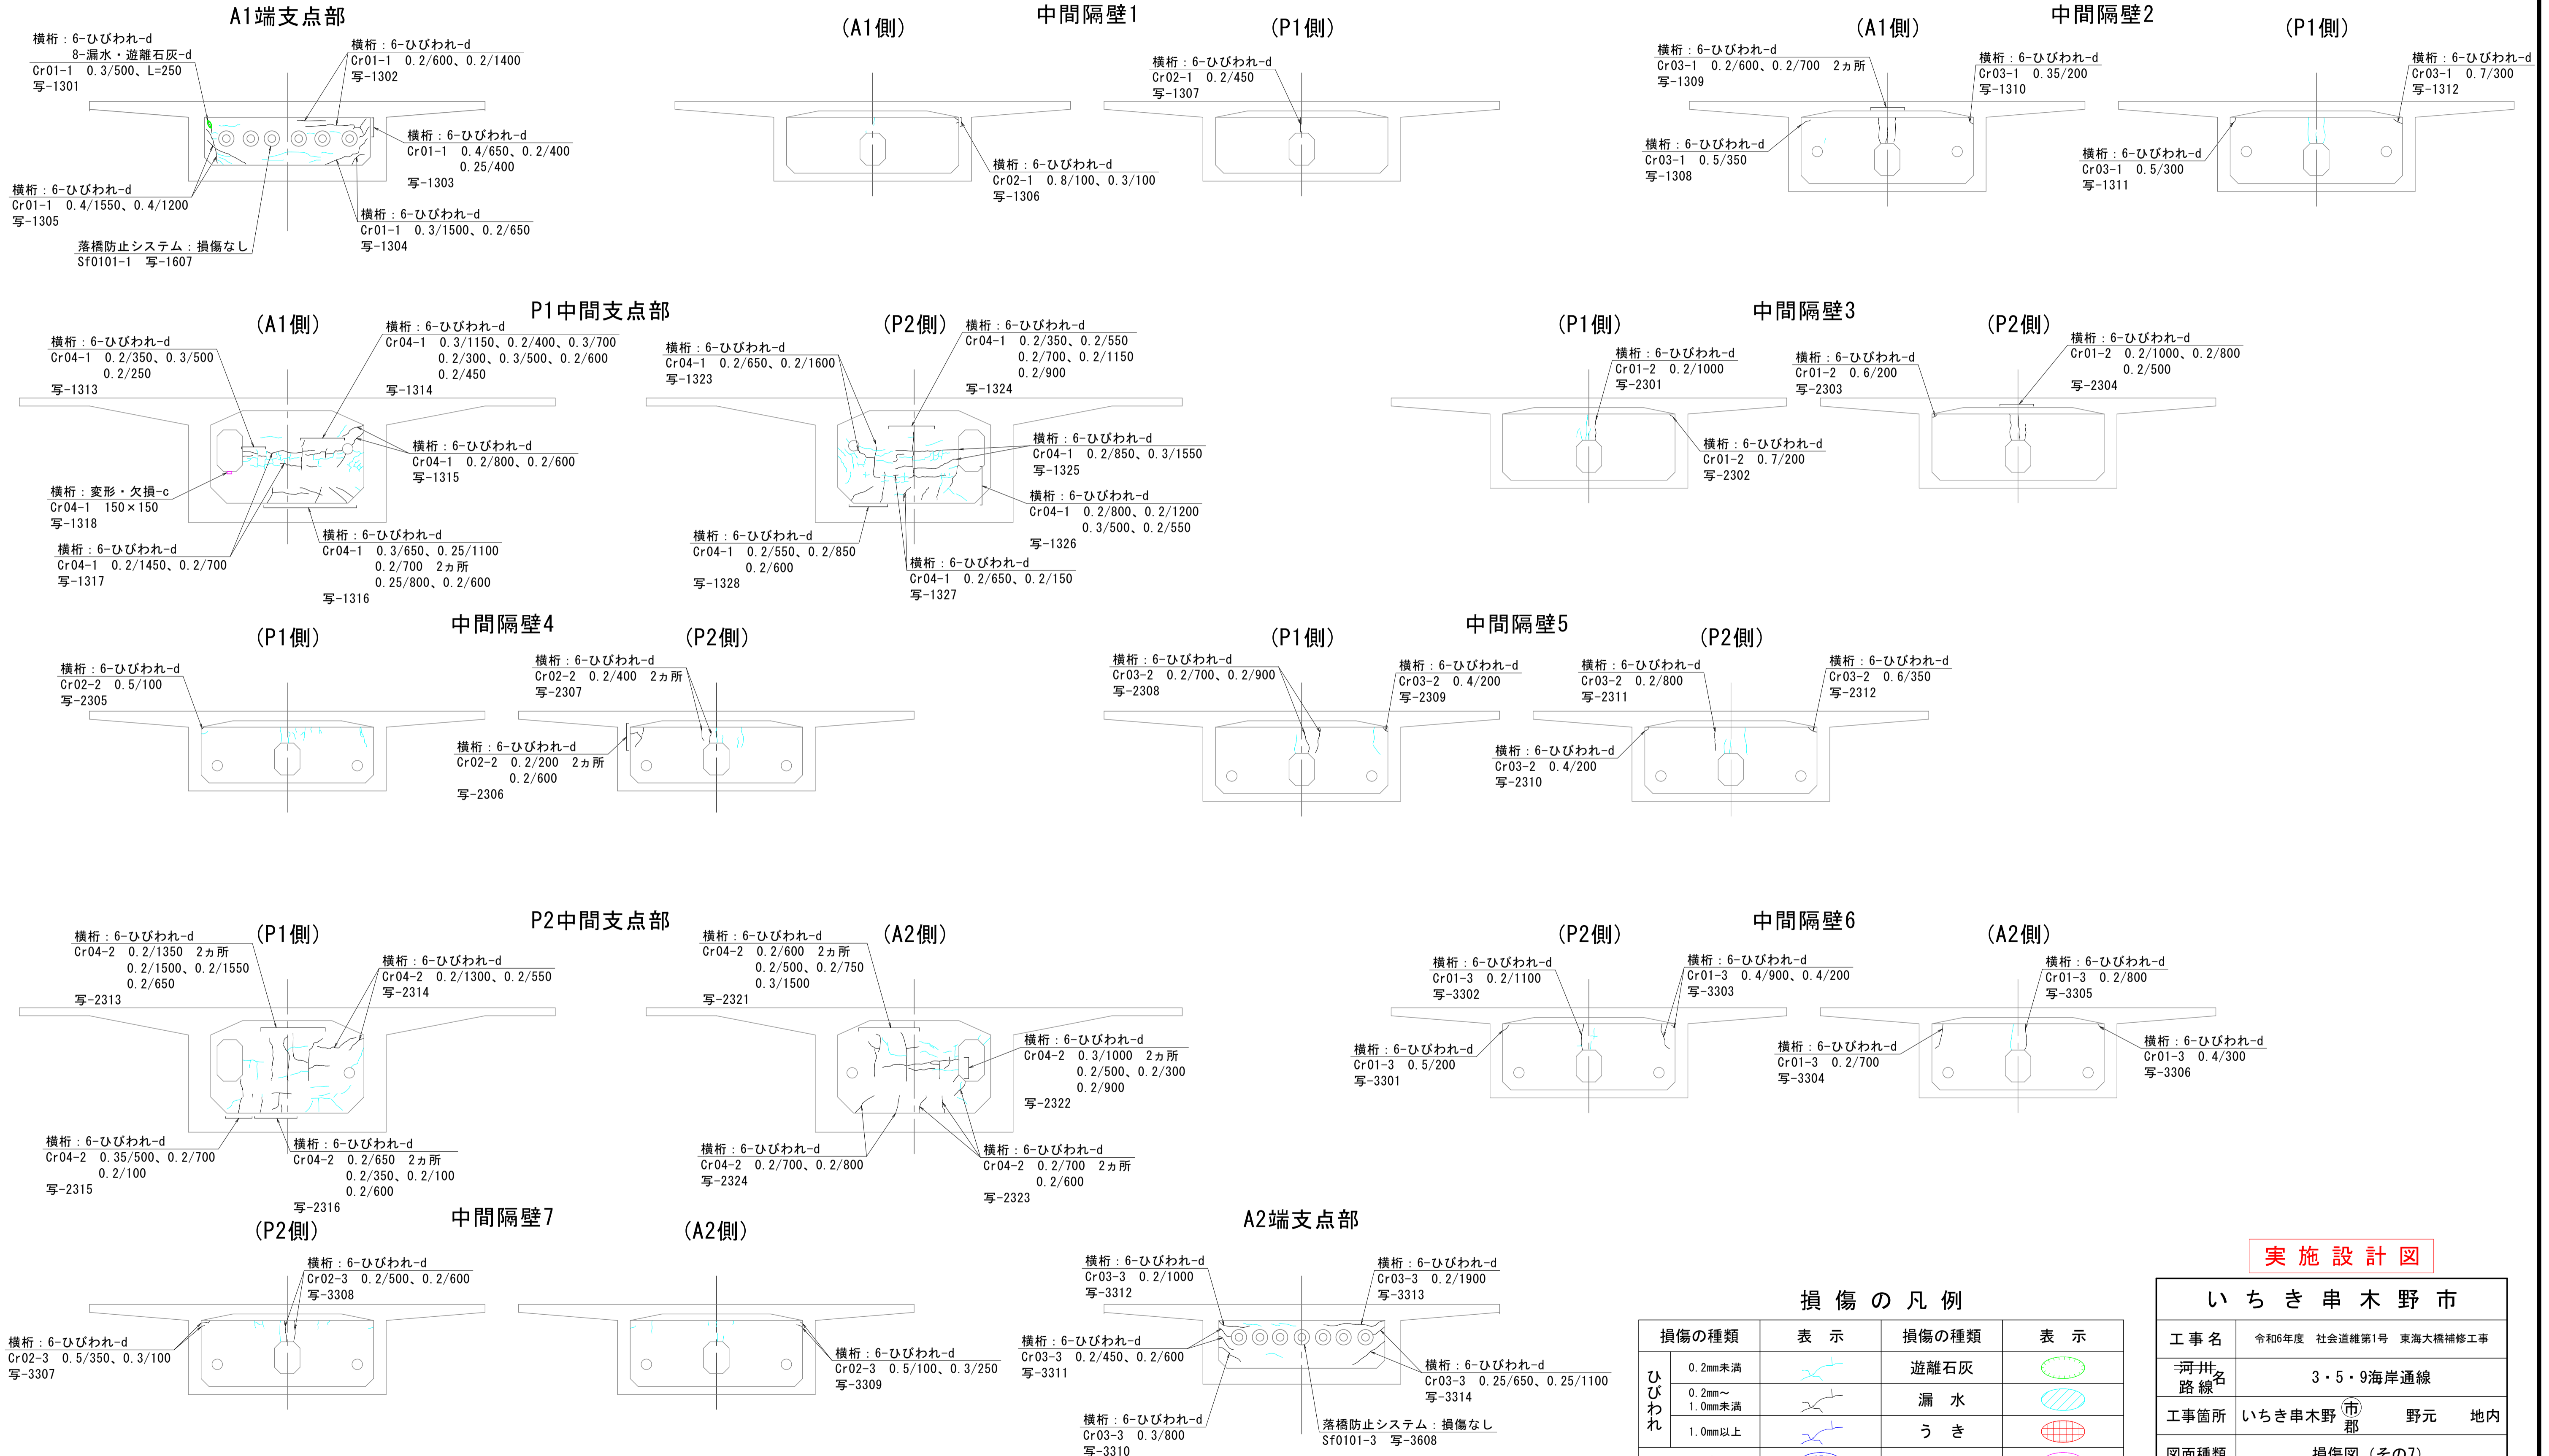 A1端支点部
横桁：6-ひびわれ-d
8-漏水・遊離石灰-d
Cr01-1 0.3/500、L=250
写-1301
横桁：6-ひびわれ-d
Cr01-1 0.2/600、0.2/1400
写-1302
横桁：6-ひびわれ-d
Cr01-1 0.4/650、0.2/400
0.25/400
写-1303
横桁：6-ひびわれ-d
Cr01-1 0.3/1500、0.2/650
写-1304
横桁：6-ひびわれ-d
Cr01-1 0.4/1550、0.4/1200
写-1305
落橋防止システム：損傷なし
Sf0101-1 写-1607
中間隔壁1
(A1側)
横桁：6-ひびわれ-d
Cr02-1 0.8/100、0.3/100
写-1306
(P1側)
横桁：6-ひびわれ-d
Cr02-1 0.2/450
写-1307
中間隔壁2
(A1側)
横桁：6-ひびわれ-d
Cr03-1 0.2/600、0.2/700 2ヵ所
写-1309
横桁：6-ひびわれ-d
Cr03-1 0.35/200
写-1310
横桁：6-ひびわれ-d
Cr03-1 0.5/350
写-1308
(P1側)
横桁：6-ひびわれ-d
Cr03-1 0.7/300
写-1312
横桁：6-ひびわれ-d
Cr03-1 0.5/300
写-1311
P1中間支点部
(A1側)
横桁：6-ひびわれ-d
Cr04-1 0.2/350、0.3/500
0.2/250
写-1313
横桁：6-ひびわれ-d
Cr04-1 0.3/1150、0.2/400、0.3/700
0.2/300、0.3/500、0.2/600
0.2/450
写-1314
横桁：6-ひびわれ-d
Cr04-1 0.2/800、0.2/600
写-1315
横桁：変形・欠損-c
Cr04-1 150×150
写-1318
横桁：6-ひびわれ-d
Cr04-1 0.2/1450、0.2/700
写-1317
横桁：6-ひびわれ-d
Cr04-1 0.3/650、0.25/1100
0.2/700 2ヵ所
0.25/800、0.2/600
写-1316
(P2側)
横桁：6-ひびわれ-d
Cr04-1 0.2/650、0.2/1600
写-1323
横桁：6-ひびわれ-d
Cr04-1 0.2/350、0.2/550
0.2/700、0.2/1150
0.2/900
写-1324
横桁：6-ひびわれ-d
Cr04-1 0.2/850、0.3/1550
写-1325
横桁：6-ひびわれ-d
Cr04-1 0.2/800、0.2/1200
0.3/500、0.2/550
写-1326
横桁：6-ひびわれ-d
Cr04-1 0.2/550、0.2/850
0.2/600
写-1328
横桁：6-ひびわれ-d
Cr04-1 0.2/650、0.2/150
写-1327
中間隔壁3
(P1側)
横桁：6-ひびわれ-d
Cr01-2 0.2/1000
写-2301
横桁：6-ひびわれ-d
Cr01-2 0.7/200
写-2302
(P2側)
横桁：6-ひびわれ-d
Cr01-2 0.6/200
写-2303
横桁：6-ひびわれ-d
Cr01-2 0.2/1000、0.2/800
0.2/500
写-2304
中間隔壁4
(P1側)
横桁：6-ひびわれ-d
Cr02-2 0.5/100
写-2305
(P2側)
横桁：6-ひびわれ-d
Cr02-2 0.2/400 2ヵ所
写-2307
横桁：6-ひびわれ-d
Cr02-2 0.2/200 2ヵ所
0.2/600
写-2306
中間隔壁5
(P1側)
横桁：6-ひびわれ-d
Cr03-2 0.2/700、0.2/900
写-2308
横桁：6-ひびわれ-d
Cr03-2 0.4/200
写-2309
(P2側)
横桁：6-ひびわれ-d
Cr03-2 0.2/800
写-2311
横桁：6-ひびわれ-d
Cr03-2 0.6/350
写-2312
横桁：6-ひびわれ-d
Cr03-2 0.4/200
写-2310
P2中間支点部
(P1側)
横桁：6-ひびわれ-d
Cr04-2 0.2/1350 2ヵ所
0.2/1500、0.2/1550
0.2/650
写-2313
横桁：6-ひびわれ-d
Cr04-2 0.2/1300、0.2/550
写-2314
横桁：6-ひびわれ-d
Cr04-2 0.35/500、0.2/700
0.2/100
写-2315
横桁：6-ひびわれ-d
Cr04-2 0.2/650 2ヵ所
0.2/350、0.2/100
0.2/600
写-2316
(A2側)
横桁：6-ひびわれ-d
Cr04-2 0.2/600 2ヵ所
0.2/500、0.2/750
0.3/1500
写-2321
横桁：6-ひびわれ-d
Cr04-2 0.3/1000 2ヵ所
0.2/500、0.2/300
0.2/900
写-2322
横桁：6-ひびわれ-d
Cr04-2 0.2/700、0.2/800
写-2324
横桁：6-ひびわれ-d
Cr04-2 0.2/700 2ヵ所
0.2/600
写-2323
中間隔壁6
(P2側)
横桁：6-ひびわれ-d
Cr01-3 0.2/1100
写-3302
横桁：6-ひびわれ-d
Cr01-3 0.4/900、0.4/200
写-3303
横桁：6-ひびわれ-d
Cr01-3 0.5/200
写-3301
(A2側)
横桁：6-ひびわれ-d
Cr01-3 0.2/800
写-3305
横桁：6-ひびわれ-d
Cr01-3 0.2/700
写-3304
横桁：6-ひびわれ-d
Cr01-3 0.4/300
写-3306
中間隔壁7
(P2側)
横桁：6-ひびわれ-d
Cr02-3 0.2/500、0.2/600
写-3308
横桁：6-ひびわれ-d
Cr02-3 0.5/350、0.3/100
写-3307
(A2側)
横桁：6-ひびわれ-d
Cr02-3 0.5/100、0.3/250
写-3309
A2端支点部
横桁：6-ひびわれ-d
Cr03-3 0.2/1000
写-3312
横桁：6-ひびわれ-d
Cr03-3 0.2/1900
写-3313
横桁：6-ひびわれ-d
Cr03-3 0.2/450、0.2/600
写-3311
横桁：6-ひびわれ-d
Cr03-3 0.25/650、0.25/1100
写-3314
横桁：6-ひびわれ-d
Cr03-3 0.3/800
写-3310
落橋防止システム：損傷なし
Sf0101-3 写-3608
損傷の凡例
損傷の種類 表示 損傷の種類 表示
ひびわれ
0.2mm未満 遊離石灰
0.2mm～
1.0mm未満 漏水
1.0mm以上 うき
実施設計図
いちき串木野市
工事名 令和6年度 社会道維第1号 東海大橋補修工事
河川
路線名 3・5・9海岸通線
工事箇所 いちき串木野 市 郡 野元 地内
図面種類 損傷図（その7）